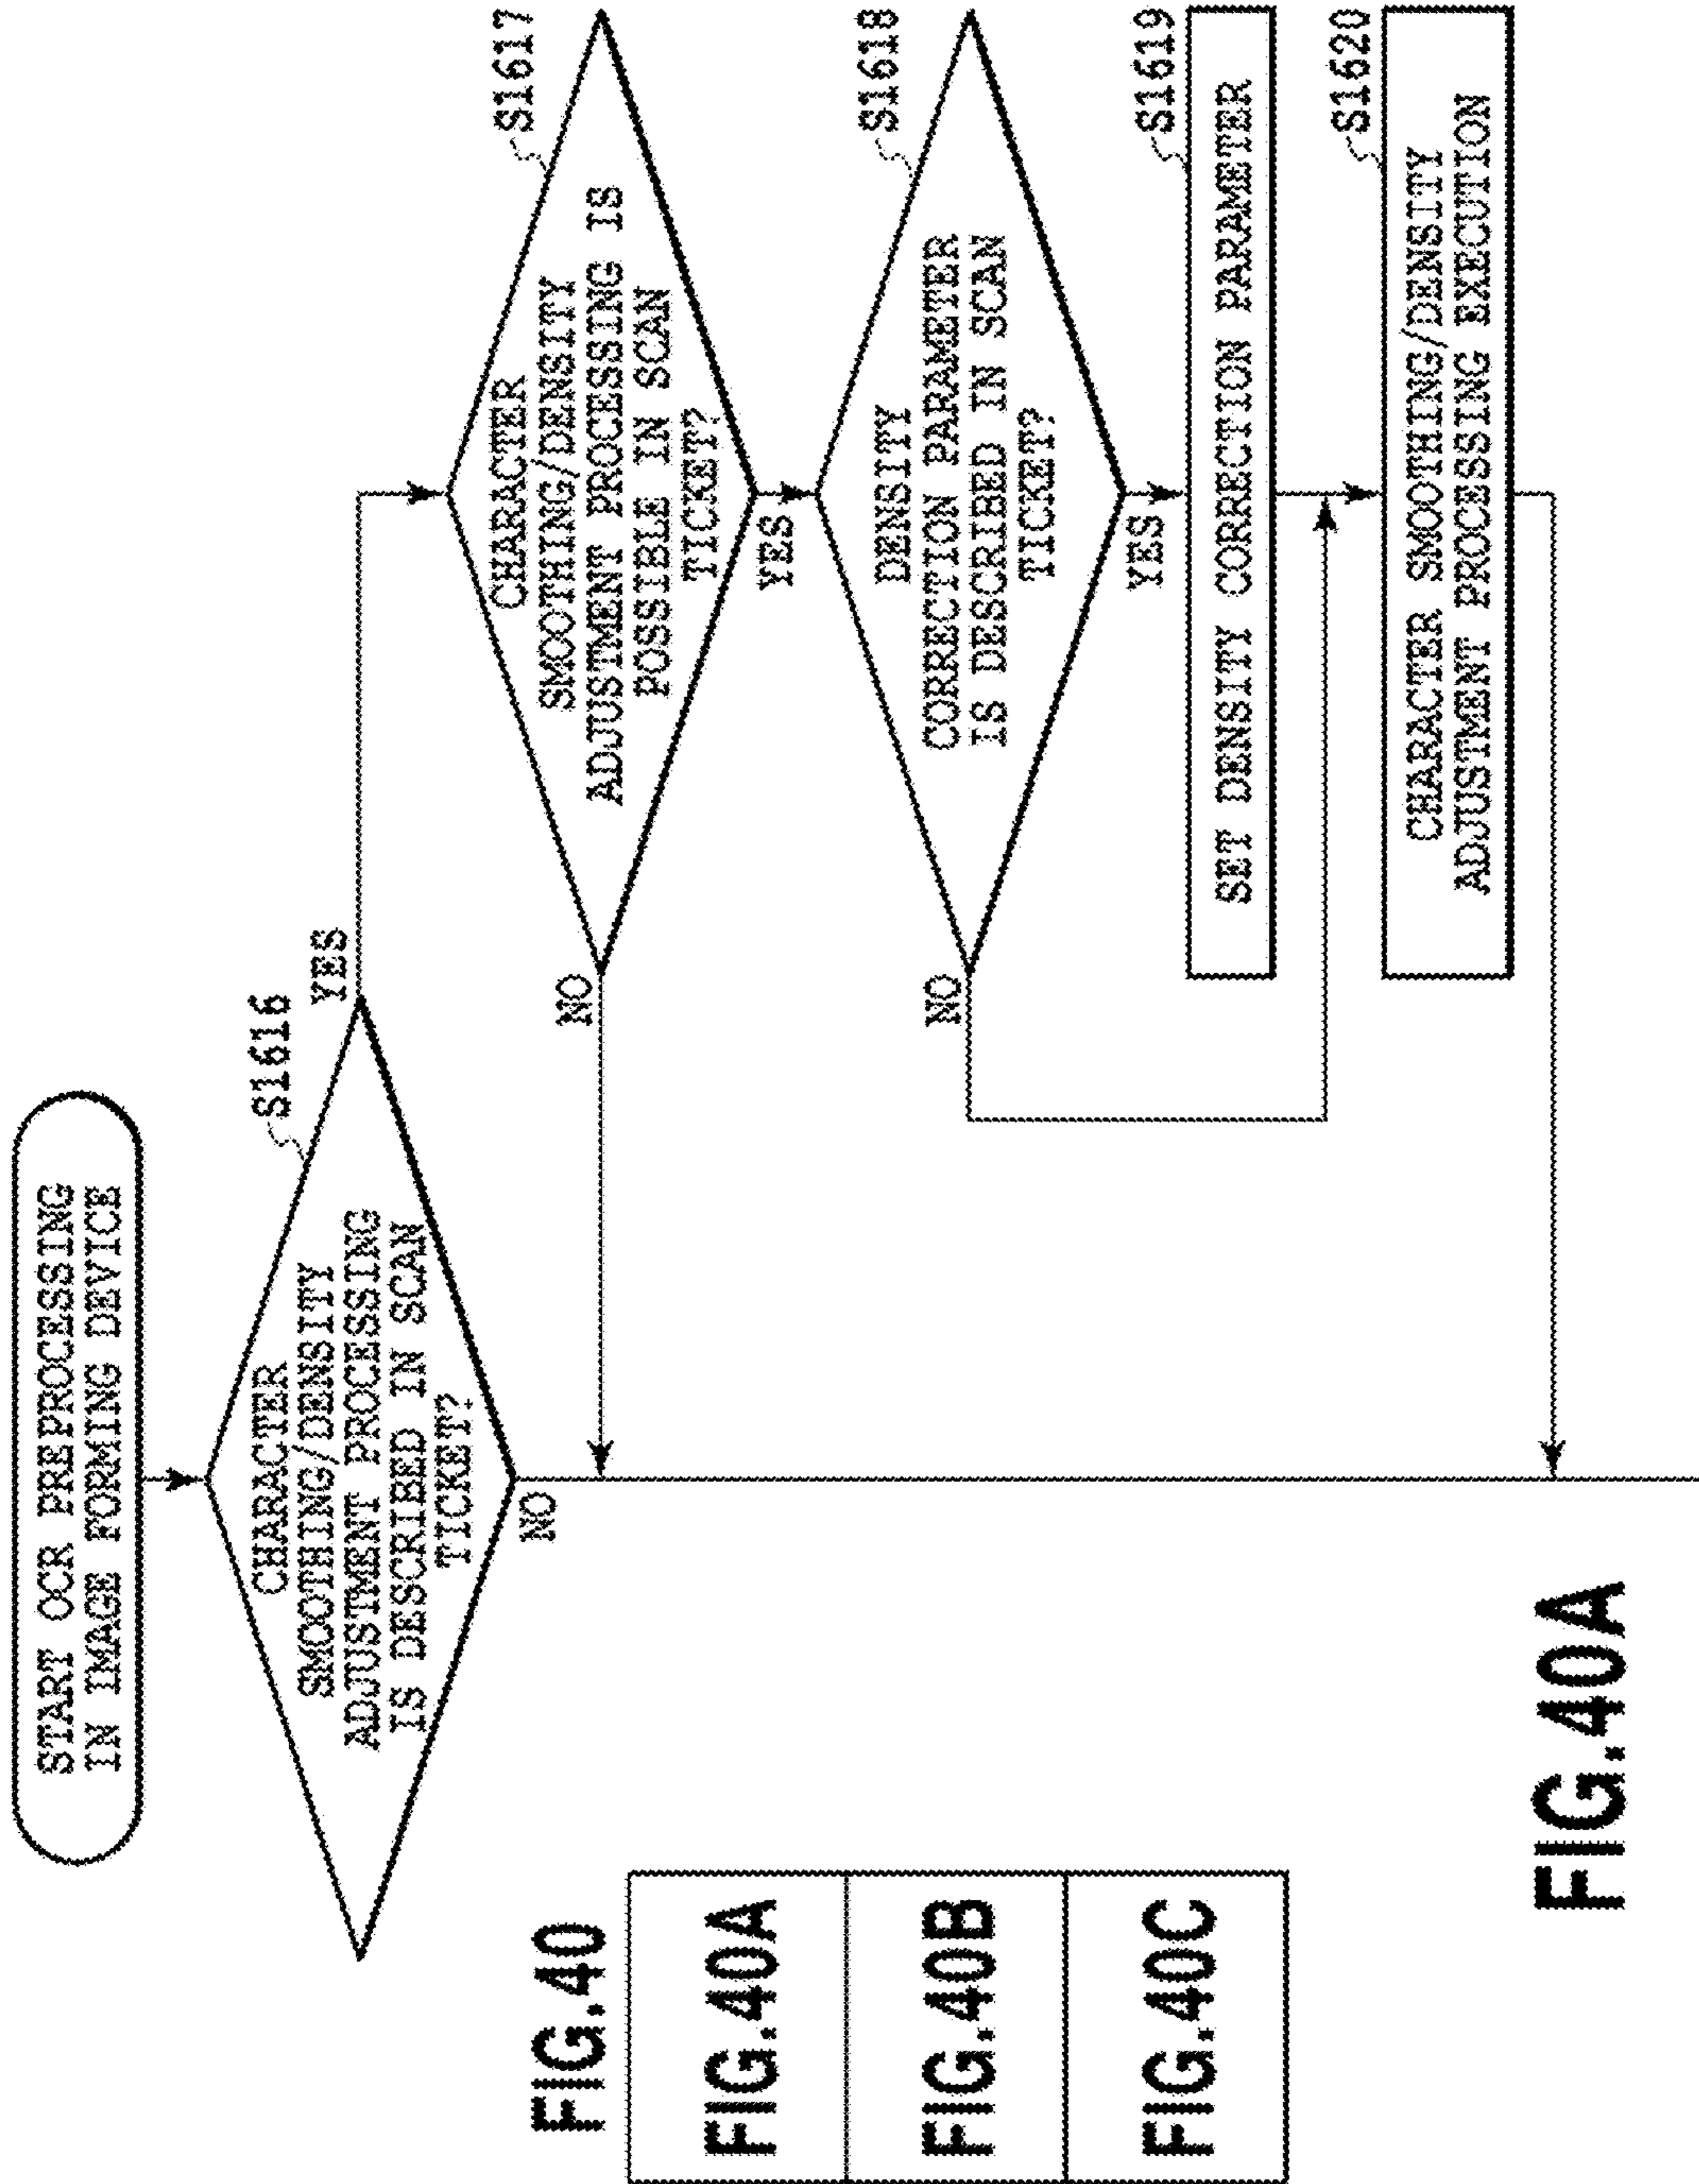 START OCR PREPROCESSING
IN IMAGE FORMING DEVICE
S1616
CHARACTER
SMOOTHING/DENSITY
ADJUSTMENT PROCESSING
IS DESCRIBED IN SCAN
TICKET?
YES
NO
S1617
CHARACTER
SMOOTHING/DENSITY
ADJUSTMENT PROCESSING IS
POSSIBLE IN SCAN
TICKET?
NO
YES
S1618
DENSITY
CORRECTION PARAMETER
IS DESCRIBED IN SCAN
TICKET?
NO
YES
S1619
SET DENSITY CORRECTION PARAMETER
S1620
CHARACTER SMOOTHING/DENSITY
ADJUSTMENT PROCESSING EXECUTION
FIG.40
FIG.40A
FIG.40B
FIG.40C
FIG.40A